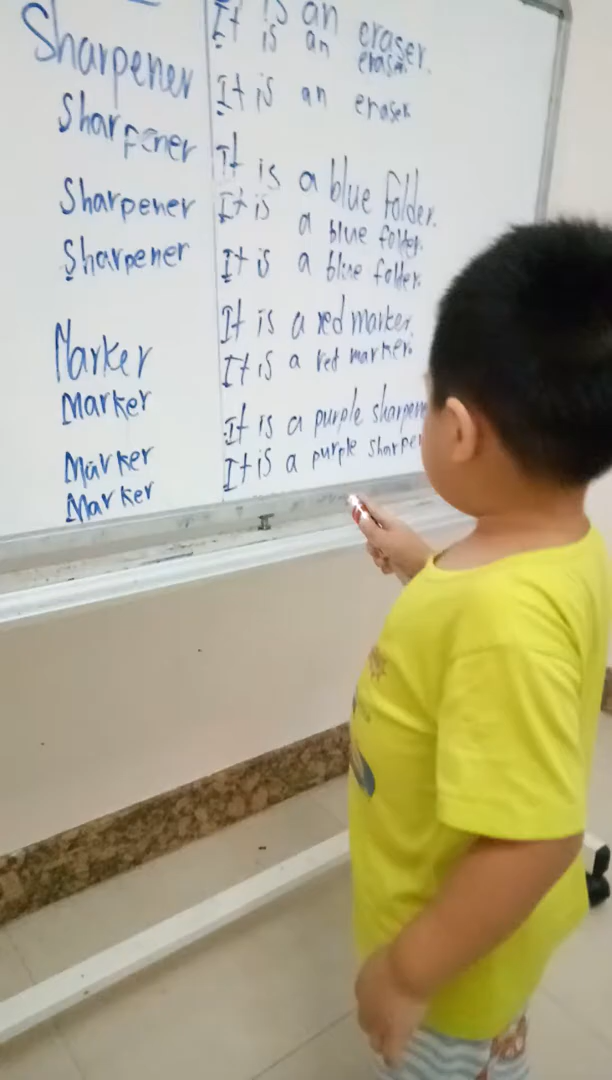 Sharpener
Sharpener
Sharpener
Sharpener
Marker
Marker
Marker
Marker
It is an eraser.
It is an eraser.
It is an eraser
It is a blue folder.
It is a blue folder.
It is a blue folder.
It is a red marker.
It is a red marker.
It is a purple sharpene
It is a purple sharpe